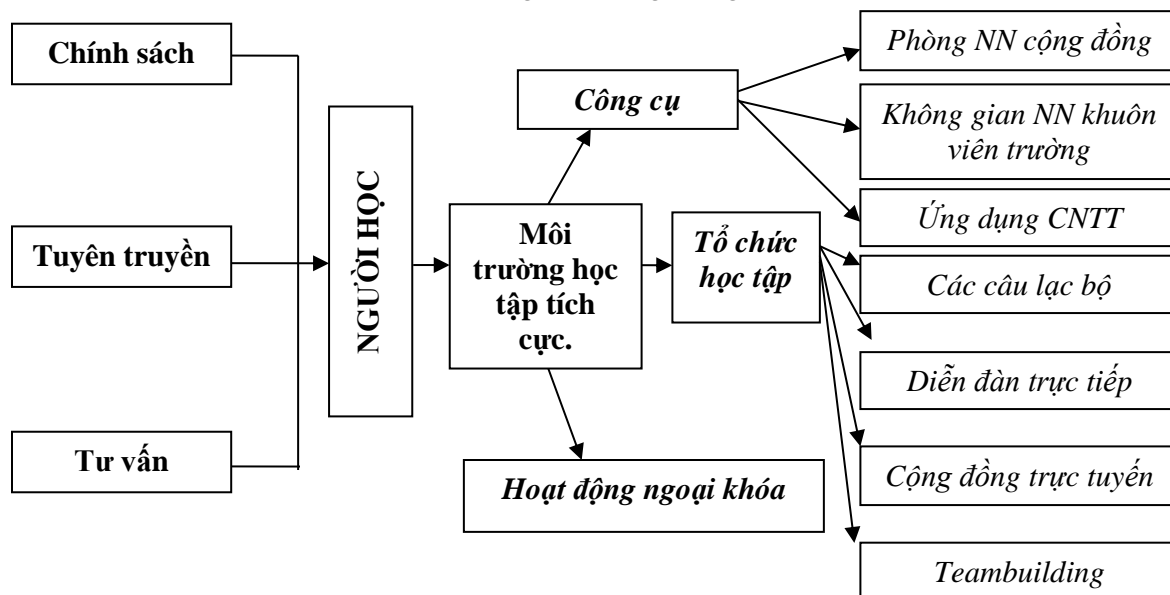 Chính sách
Tuyên truyền
Tư vấn
NGƯỜI HỌC
Môi
trường học
tập tích
cực.
Công cụ
Tổ chức
học tập
Hoạt động ngoại khóa
Phòng NN cộng đồng
Không gian NN khuôn
viên trường
Ứng dụng CNTT
Các câu lạc bộ
Diễn đàn trực tiếp
Cộng đồng trực tuyến
Teambuilding